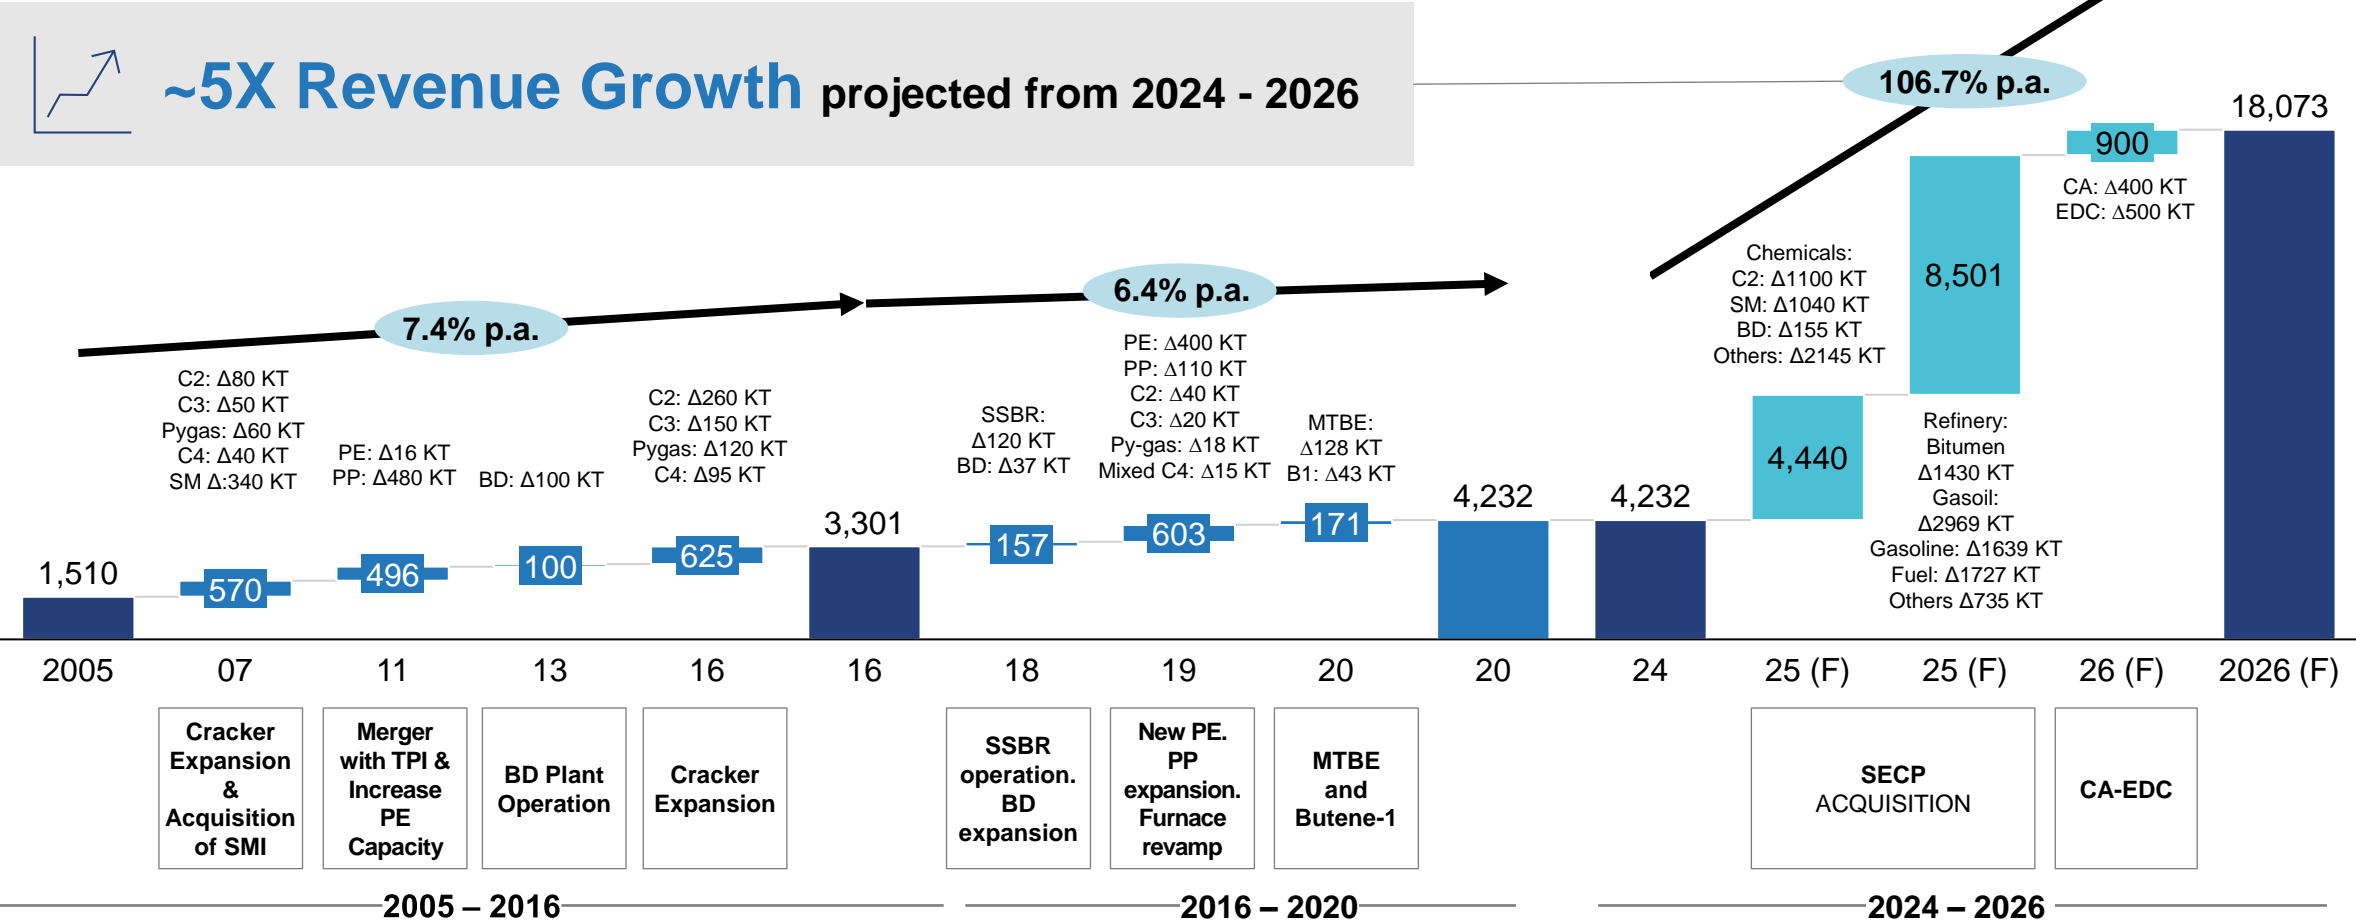 ~5X Revenue Growth projected from 2024 - 2026
106.7% p.a.
7.4% p.a.
6.4% p.a.
1,510
C2: Δ80 KT
C3: Δ50 KT
Pygas: Δ60 KT
C4: Δ40 KT
SM Δ:340 KT
570
PE: Δ16 KT
PP: Δ480 KT
496
BD: Δ100 KT
100
C2: Δ260 KT
C3: Δ150 KT
Pygas: Δ120 KT
C4: Δ95 KT
625
3,301
SSBR:
Δ120 KT
BD: Δ37 KT
157
PE: Δ400 KT
PP: Δ110 KT
C2: Δ40 KT
C3: Δ20 KT
Py-gas: Δ18 KT
Mixed C4: Δ15 KT
603
MTBE:
Δ128 KT
B1: Δ43 KT
171
4,232
4,232
Chemicals:
C2: Δ1100 KT
SM: Δ1040 KT
BD: Δ155 KT
Others: Δ2145 KT
4,440
8,501
Refinery:
Bitumen
Δ1430 KT
Gasoil:
Δ2969 KT
Gasoline: Δ1639 KT
Fuel: Δ1727 KT
Others Δ735 KT
900
CA: Δ400 KT
EDC: Δ500 KT
18,073
2005
07
11
13
16
16
18
19
20
20
24
25 (F)
25 (F)
26 (F)
2026 (F)
Cracker
Expansion
&
Acquisition
of SMI
Merger
with TPI &
Increase
PE
Capacity
BD Plant
Operation
Cracker
Expansion
SSBR
operation.
BD
expansion
New PE.
PP
expansion.
Furnace
revamp
MTBE
and
Butene-1
SECP
ACQUISITION
CA-EDC
2005 – 2016
2016 – 2020
2024 – 2026